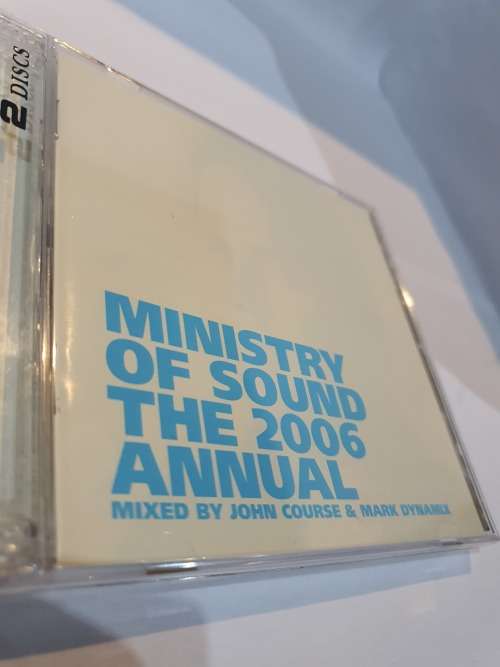 2 DISCS
MINISTRY
OF SOUND
THE 2006
ANNUAL
MIXED BY JOHN COURSE & MARK DYNAMIX